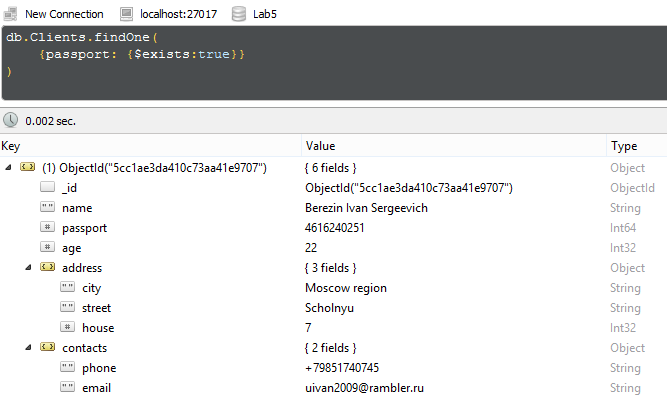 New Connection localhost:27017 Lab5
db.Clients.findOne(
{passport: {$exists:true}}
)
0.002 sec.
Key Value Type
(1) ObjectId("5cc1ae3da410c73aa41e9707") { 6 fields } Object
_id ObjectId("5cc1ae3da410c73aa41e9707") ObjectId
" " name Berezin Ivan Sergeevich String
# passport 4616240251 Int64
# age 22 Int32
address { 3 fields } Object
" " city Moscow region String
" " street Scholnyu String
# house 7 Int32
contacts { 2 fields } Object
" " phone +79851740745 String
" " email uivan2009@rambler.ru String